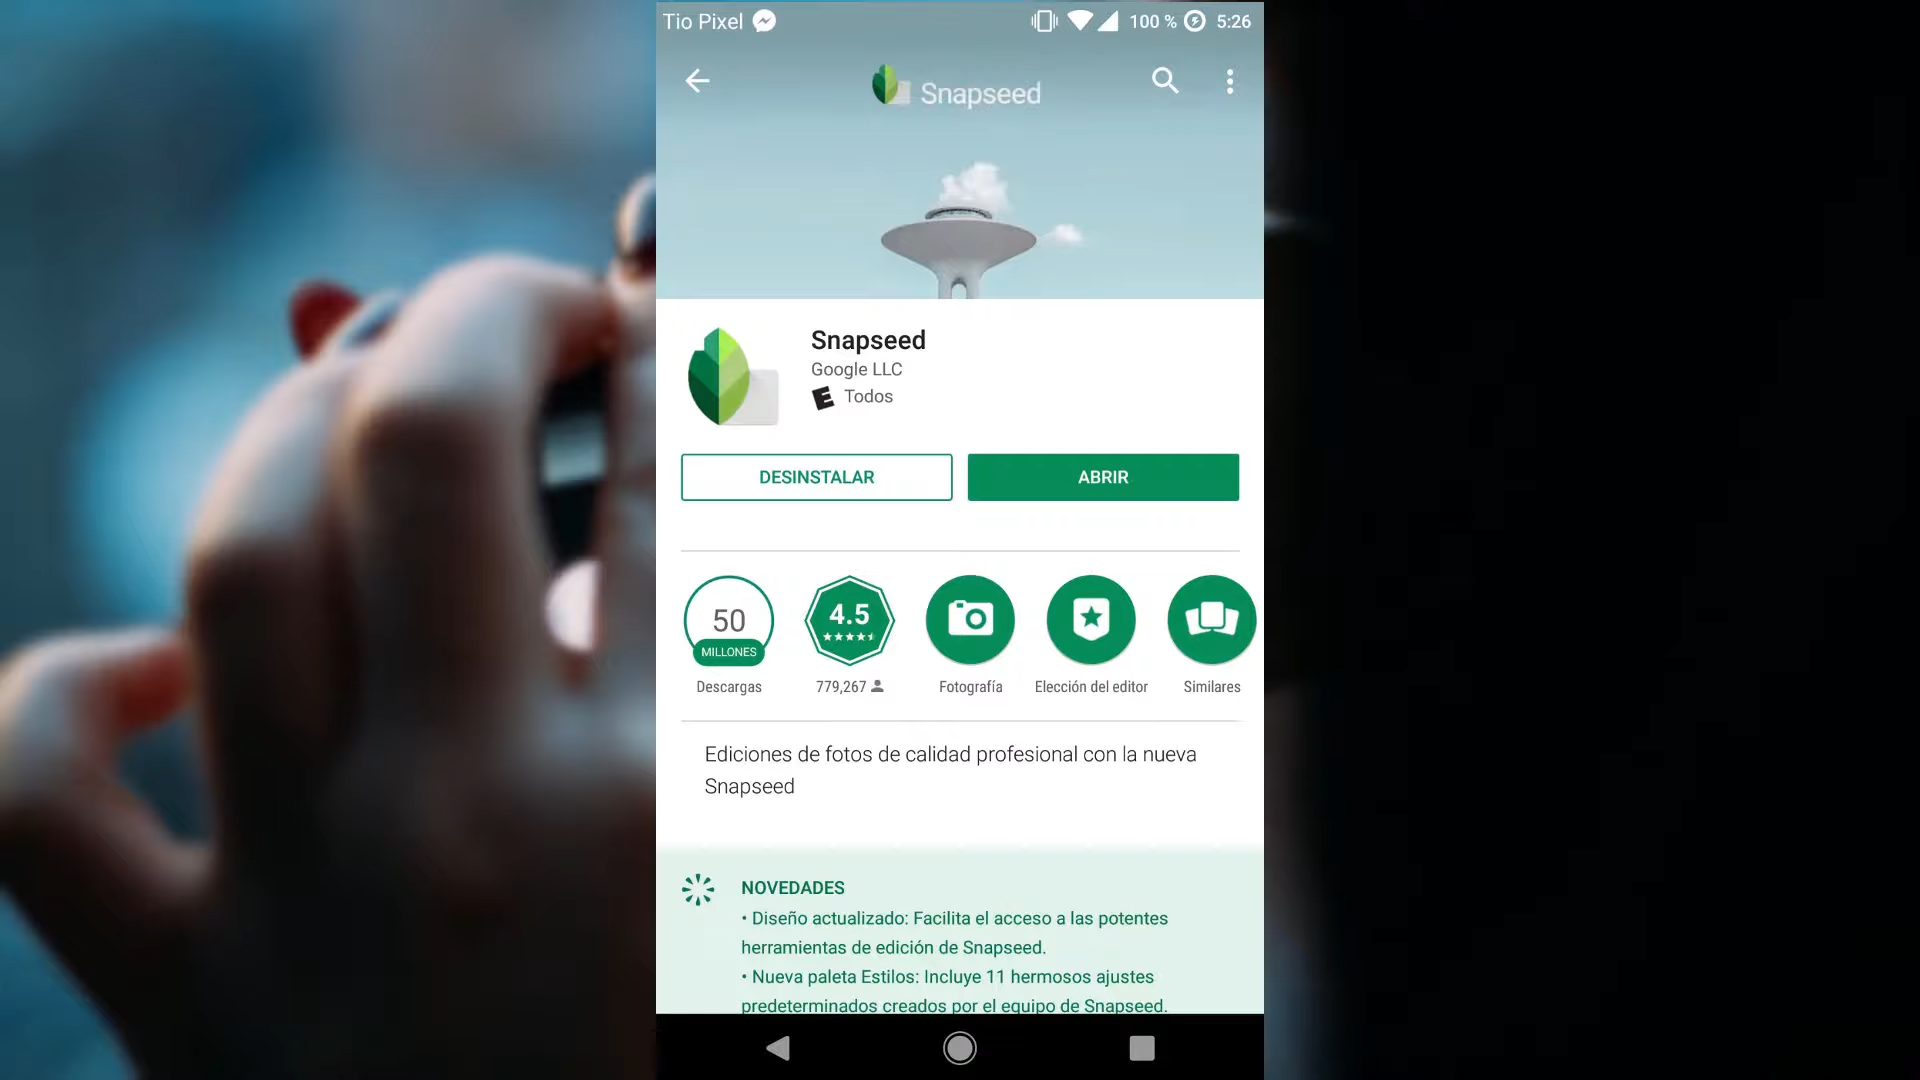 Tio Pixel
100 %
5:26
Snapseed
Snapseed
Google LLC
E Todos
DESINSTALAR
ABRIR
50
MILLONES
Descargas
4.5
779,267
Fotografía
Elección del editor
Similares
Ediciones de fotos de calidad profesional con la nueva
Snapseed
NOVEDADES
• Diseño actualizado: Facilita el acceso a las potentes
herramientas de edición de Snapseed.
• Nueva paleta Estilos: Incluye 11 hermosos ajustes
predeterminados creados por el equipo de Snapseed.